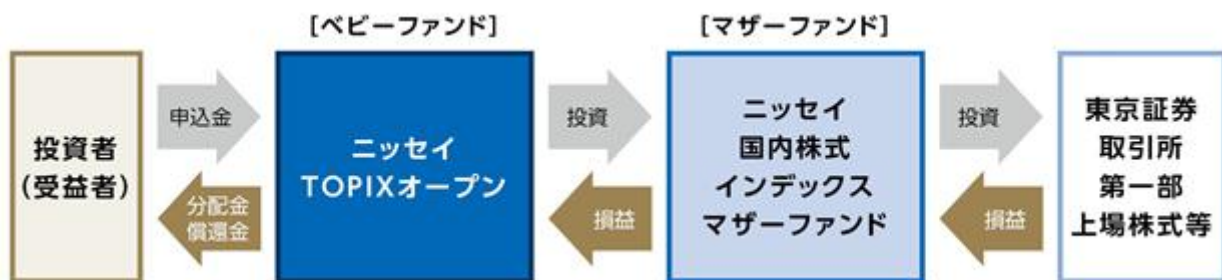 [ベビーファンド]
[マザーファンド]
投資者
(受益者)
申込金
分配金
償還金
ニッセイ
TOPIXオープン
投資
損益
ニッセイ
国内株式
インデックス
マザーファンド
投資
損益
東京証券
取引所
第一部
上場株式等